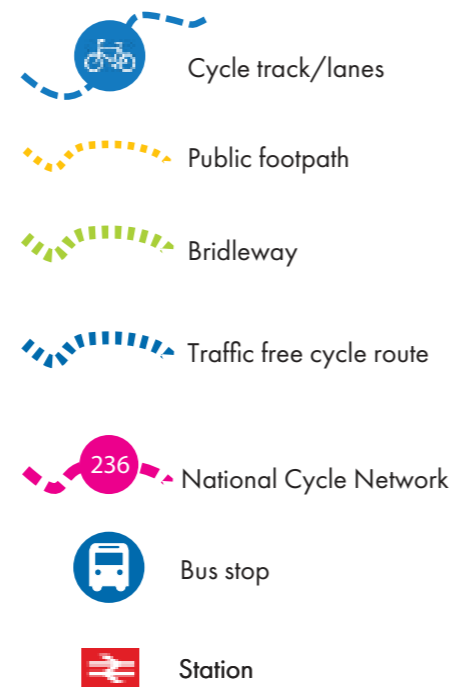 Cycle track/lanes
Public footpath
Bridleway
Traffic free cycle route
236
National Cycle Network
Bus stop
Station